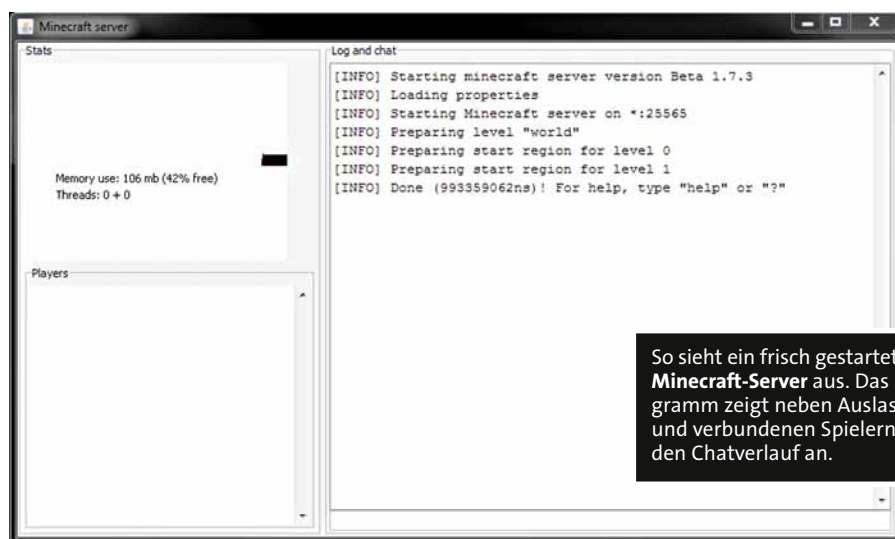 Minecraft server
Stats
Memory use: 106 mb (42% free)
Threads: 0 + 0
Players
Log and chat
[INFO] Starting minecraft server version Beta 1.7.3
[INFO] Loading properties
[INFO] Starting Minecraft server on *:25565
[INFO] Preparing level "world"
[INFO] Preparing start region for level 0
[INFO] Preparing start region for level 1
[INFO] Done (993359062ns)! For help, type "help" or "?"
So sieht ein frisch
Minecraft-Server aus. Das
gramm zeigt neben
und verbundenen Spielern
den Chatverlauf an.